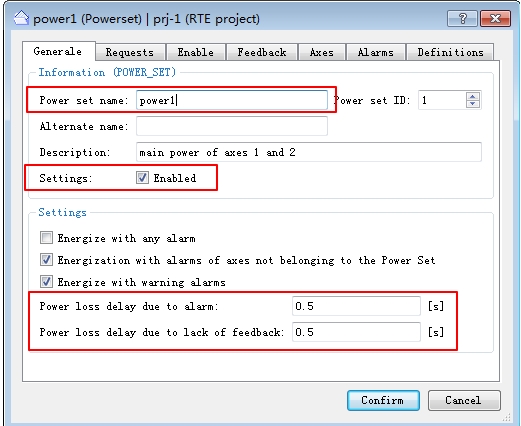 power1 (Powerset) | prj-1 (RTE project)
Generale Requests Enable Feedback Axes Alarms Definitions
Information (POWER_SET)
Power set name: power1 Power set ID: 1
Alternate name:
Description: main power of axes 1 and 2
Settings: Enabled
Settings
Energize with any alarm
Energization with alarms of axes not belonging to the Power Set
Energize with warning alarms
Power loss delay due to alarm: 0.5 [s]
Power loss delay due to lack of feedback: 0.5 [s]
Confirm Cancel